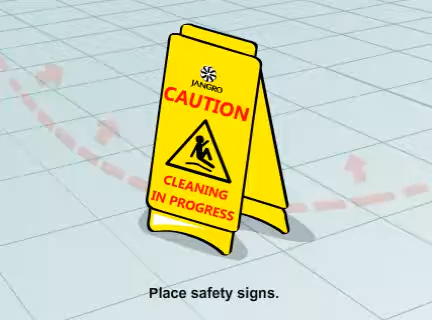 JANGRO
CAUTION
CLEANING
IN PROGRESS
Place safety signs.